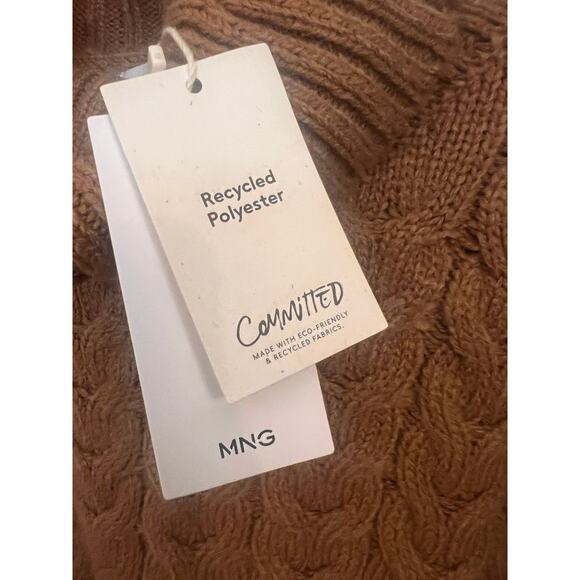 Recycled
Polyester
COMMITTED
MADE WITH ECO-FRIENDLY
& RECYCLED FABRICS.
MNG